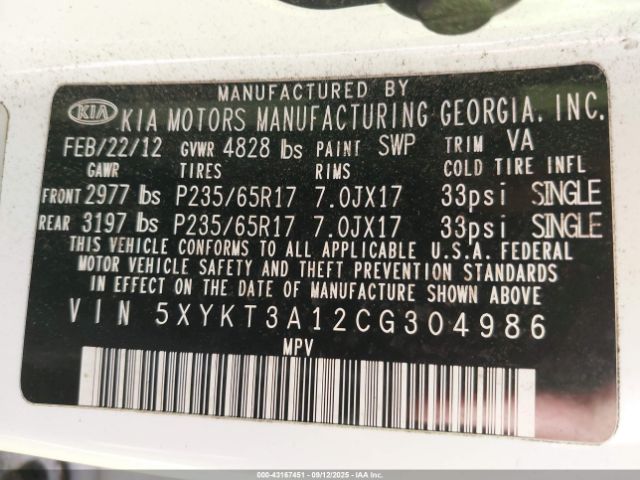 MANUFACTURED BY
KIA KIA MOTORS MANUFACTURING GEORGIA, INC.
FEB/22/12 GVWR 4828 lbs PAINT SWP TRIM VA
GAWR TIRES RIMS COLD TIRE INFL
FRONT 2977 lbs P235/65R17 7.0JX17 33psi SINGLE
REAR 3197 lbs P235/65R17 7.0JX17 33psi SINGLE
THIS VEHICLE CONFORMS TO ALL APPLICABLE U.S.A. FEDERAL
MOTOR VEHICLE SAFETY AND THEFT PREVENTION STANDARDS
IN EFFECT ON THE DATE OF MANUFACTURE SHOWN ABOVE
VIN 5XYKT3A12CG304986
MPV
000-43167451 - 09/12/2025 - IAAI.com